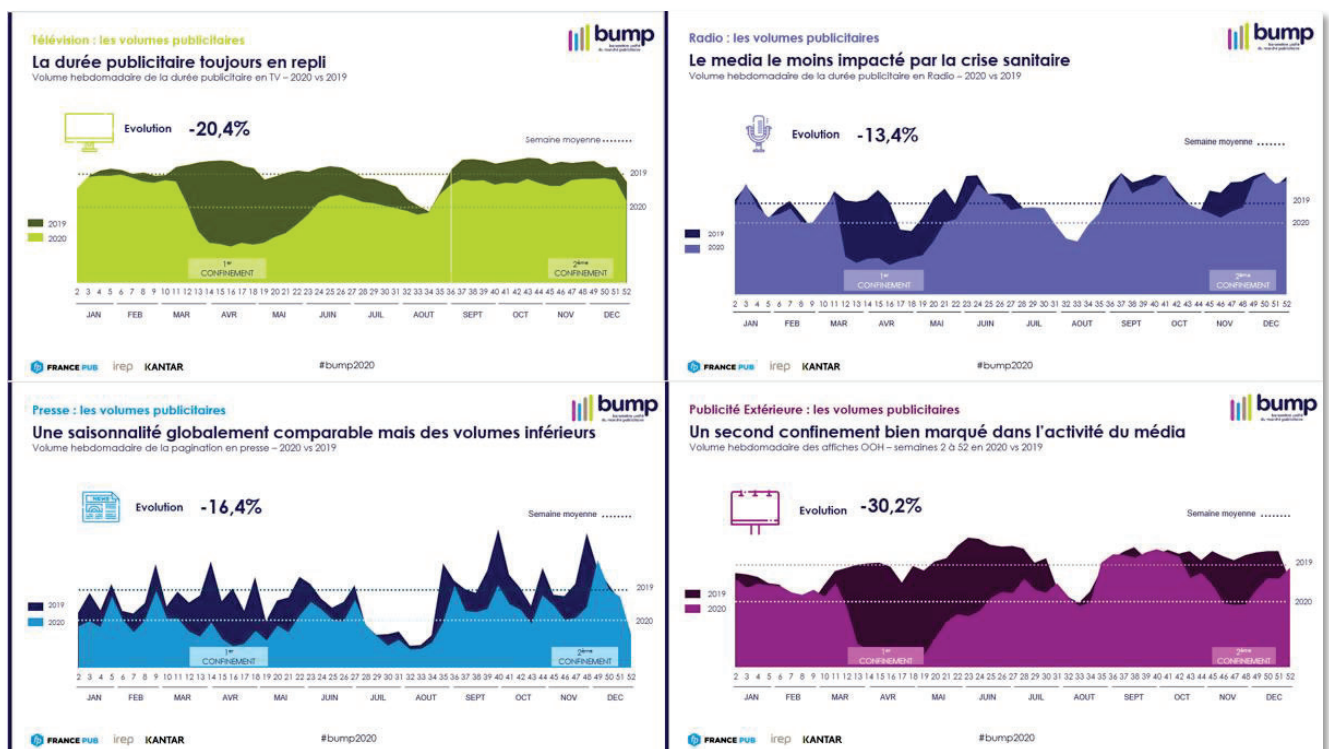 Télévision : les volumes publicitaires
bump
La durée publicitaire toujours en repli
Volume hebdomadaire de la durée publicitaire en TV – 2020 vs 2019
Evolution -20,4%
Semaine moyenne
2019
2020
2019
2020
1er
CONFINEMENT
2ème
CONFINEMENT
2 3 4 5 6 7 8 9 10 11 12 13 14 15 16 17 18 19 20 21 22 23 24 25 26 27 28 29 30 31 32 33 34 35 36 37 38 39 40 41 42 43 44 45 46 47 48 49 50 51 52
JAN FEB MAR AVR MAI JUIN JUIL AOUT SEPT OCT NOV DEC
FRANCE PUB irep KANTAR #bump2020
Radio : les volumes publicitaires
bump
Le media le moins impacté par la crise sanitaire
Volume hebdomadaire de la durée publicitaire en Radio – 2020 vs 2019
Evolution -13,4%
Semaine moyenne
2019
2020
2019
2020
1er
CONFINEMENT
2ème
CONFINEMENT
2 3 4 5 6 7 8 9 10 11 12 13 14 15 16 17 18 19 20 21 22 23 24 25 26 27 28 29 30 31 32 33 34 35 36 37 38 39 40 41 42 43 44 45 46 47 48 49 50 51 52
JAN FEB MAR AVR MAI JUIN JUIL AOUT SEPT OCT NOV DEC
FRANCE PUB irep KANTAR #bump2020
Presse : les volumes publicitaires
bump
Une saisonnalité globalement comparable mais des volumes inférieurs
Volume hebdomadaire de la pagination en presse – 2020 vs 2019
NEWS
Evolution -16,4%
Semaine moyenne
2019
2020
2019
2020
1er
CONFINEMENT
2ème
CONFINEMENT
2 3 4 5 6 7 8 9 10 11 12 13 14 15 16 17 18 19 20 21 22 23 24 25 26 27 28 29 30 31 32 33 34 35 36 37 38 39 40 41 42 43 44 45 46 47 48 49 50 51 52
JAN FEB MAR AVR MAI JUIN JUIL AOUT SEPT OCT NOV DEC
FRANCE PUB irep KANTAR #bump2020
Publicité Extérieure : les volumes publicitaires
bump
Un second confinement bien marqué dans l'activité du média
Volume hebdomadaire des affiches OOH – semaines 2 à 52 en 2020 vs 2019
Evolution -30,2%
Semaine moyenne
2019
2020
2019
2020
1er
CONFINEMENT
2ème
CONFINEMENT
2 3 4 5 6 7 8 9 10 11 12 13 14 15 16 17 18 19 20 21 22 23 24 25 26 27 28 29 30 31 32 33 34 35 36 37 38 39 40 41 42 43 44 45 46 47 48 49 50 51 52
JAN FEB MAR AVR MAI JUIN JUIL AOUT SEPT OCT NOV DEC
FRANCE PUB irep KANTAR #bump2020